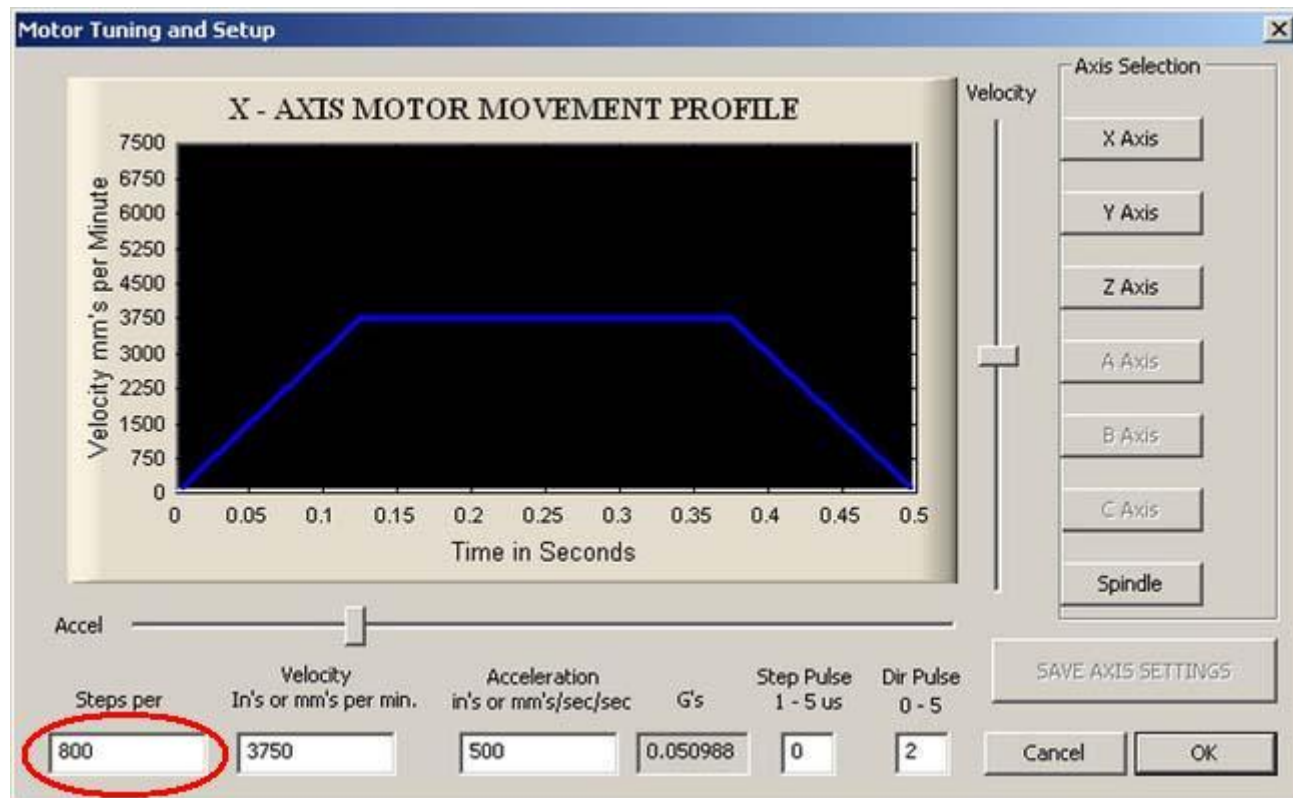 Motor Tuning and Setup
X - AXIS MOTOR MOVEMENT PROFILE
Velocity mm's per Minute
7500
6750
6000
5250
4500
3750
3000
2250
1500
750
0
0 0.05 0.1 0.15 0.2 0.25 0.3 0.35 0.4 0.45 0.5
Time in Seconds
Velocity
Axis Selection
X Axis
Y Axis
Z Axis
A Axis
B Axis
C Axis
Spindle
Accel
Steps per
Velocity
In's or mm's per min.
Acceleration
in's or mm's/sec/sec
G's
Step Pulse
1 - 5 us
Dir Pulse
0 - 5
SAVE AXIS SETTINGS
800
3750
500
0.050988
0
2
Cancel
OK